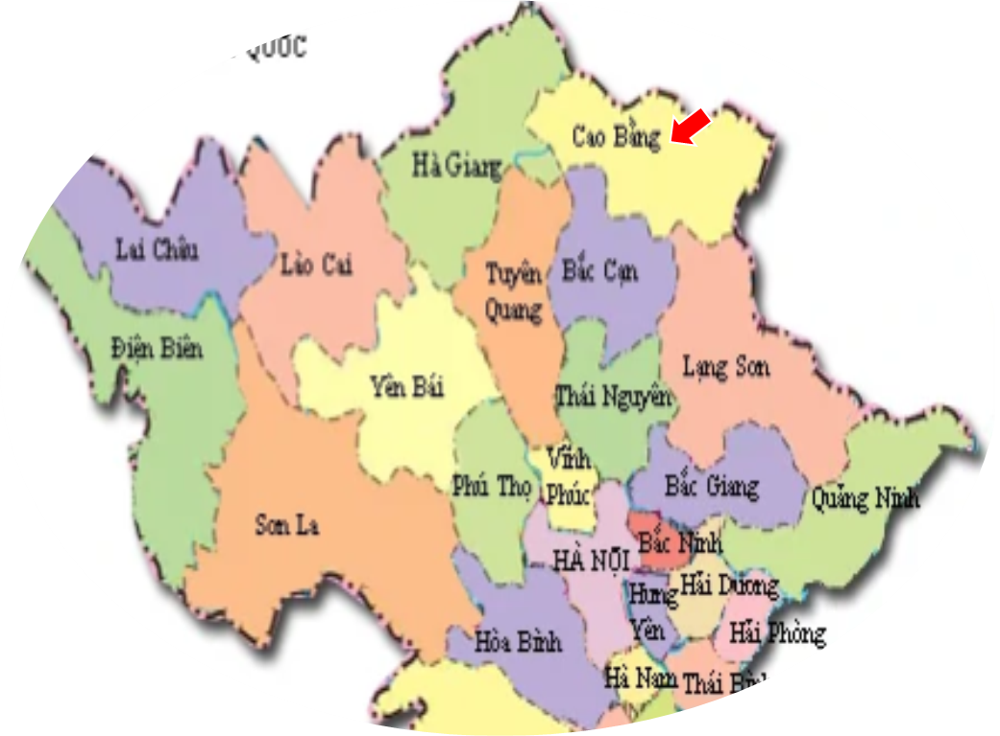 QUỐC
Cao Bằng
Hà Giang
Lai Châu
Lào Cai
Tuyên
Quang
Bắc Cạn
Điện Biên
Lạng Sơn
Yên Bái
Thái Nguyên
Vĩnh
Phúc
Phú Thọ
Bắc Giang
Quảng Ninh
Sơn La
Bắc Ninh
HÀ NỘI
Hải Dương
Hưng
Yên
Hòa Bình
Hải Phòng
Hà Nam
Thái Bình